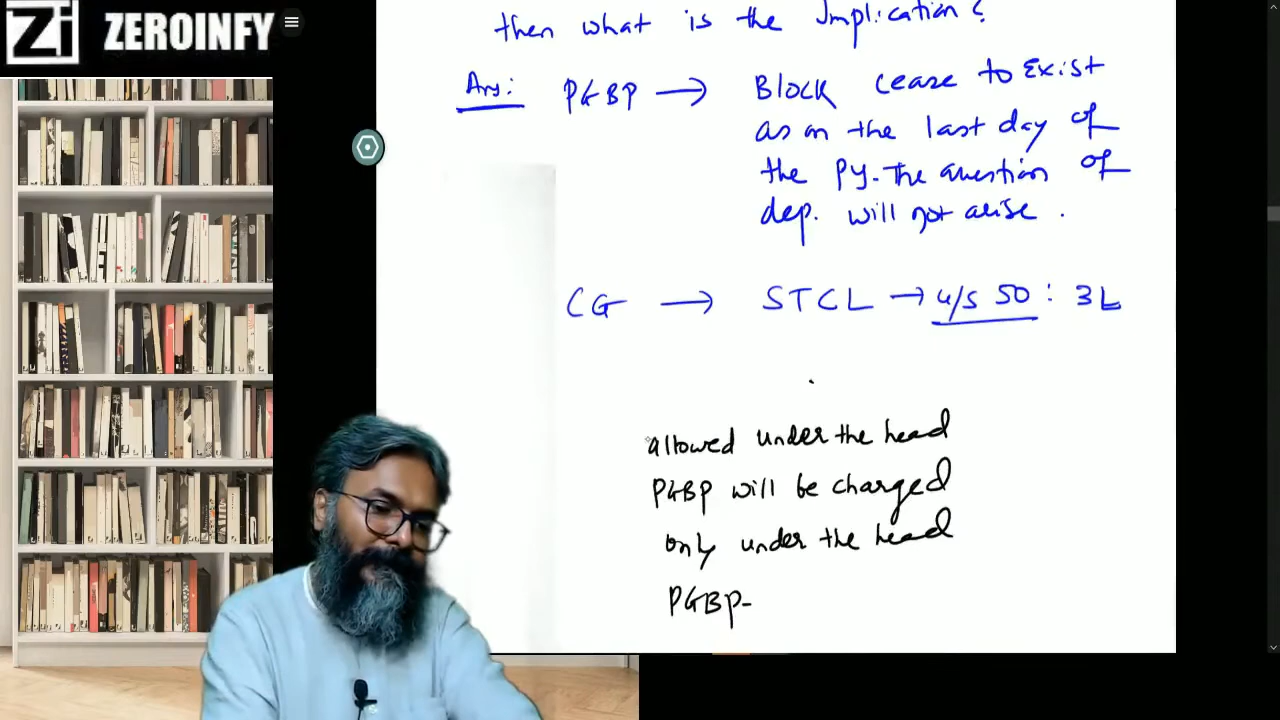 Zi ZEROINFY
then what is the Implication?
Ans: PGBP → Block cease to Exist
as on the last day of
the PY. The question of
dep. will not arise.
CG → STCL → u/s 50 : 3L
allowed under the head
PGBP will be charged
only under the head
PGBP-